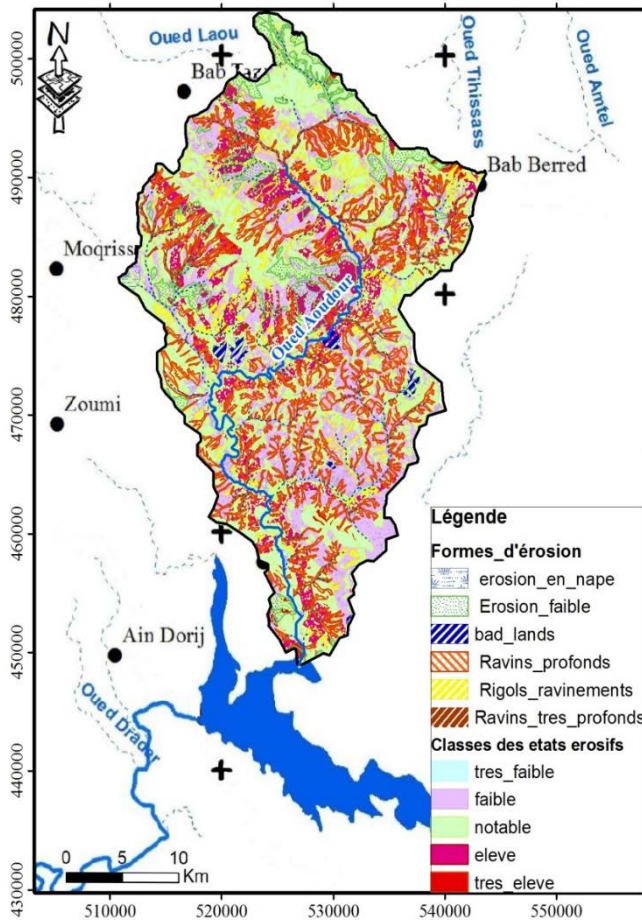 N
Oued Laou
Bab Taz
Oued Tihissass
Oued Amtel
Bab Berred
Moqriss
Oued Aoudour
Zoumi
Ain Dorij
Oued Drader
500000
490000
480000
470000
460000
450000
440000
430000
0 5 10
Km
510000 520000 530000 540000 550000
Légende
Formes_d'érosion
erosion_en_nape
Erosion_faible
bad_lands
Ravins_profonds
Rigols_ravinements
Ravins_tres_profonds
Classes des etats erosifs
tres_faible
faible
notable
eleve
tres_eleve